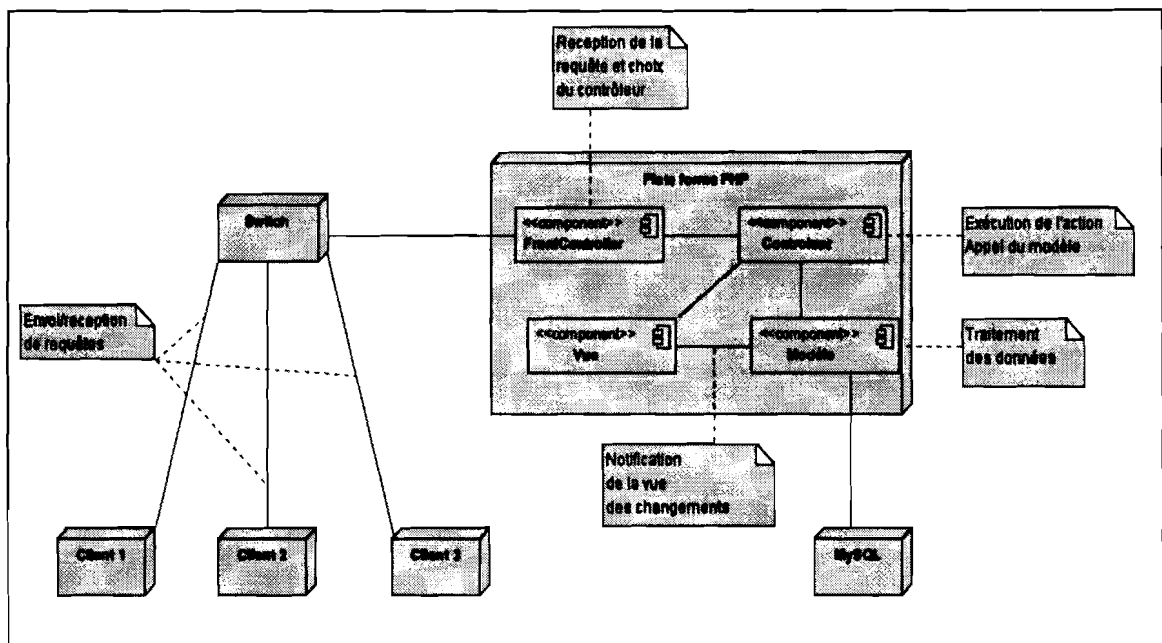 Reception de la
requête et choix
du contrôleur
Plate forme PHP
Switch
<<component>>
FrontController
<<component>>
Controleur
Exécution de l'action
Appel du modèle
Envoi/reception
de requêtes
<<component>>
Vue
<<component>>
Modèle
Traitement
des données
Notification
de la vue
des changements
Client 1
Client 2
Client 3
MySQL